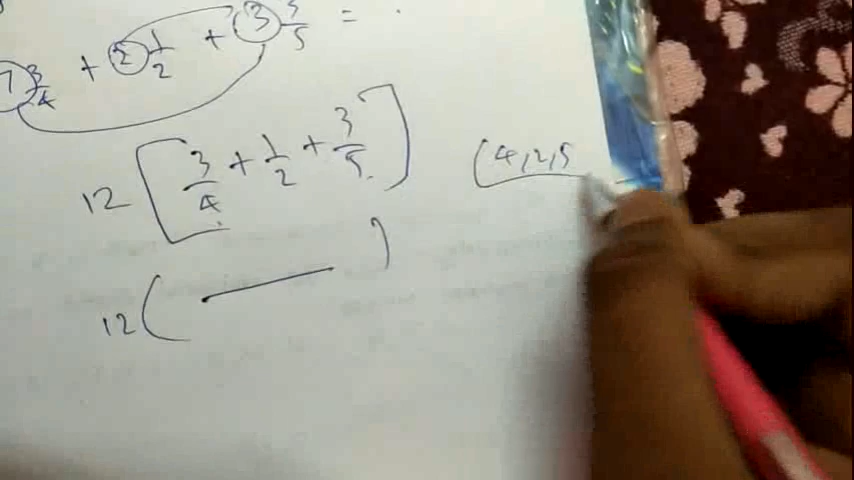 7 3/4 + 2 1/2 + 3 3/5 = .
12 [ 3/4 + 1/2 + 3/5 ]
(4,2,5
12 ( — )